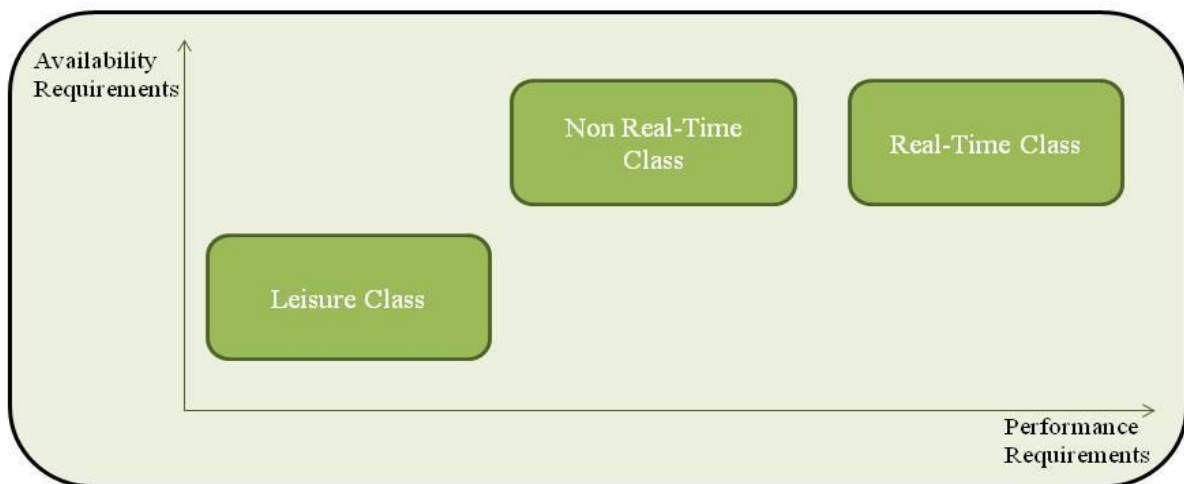 Availability
Requirements
Non Real-Time
Class
Real-Time Class
Leisure Class
Performance
Requirements